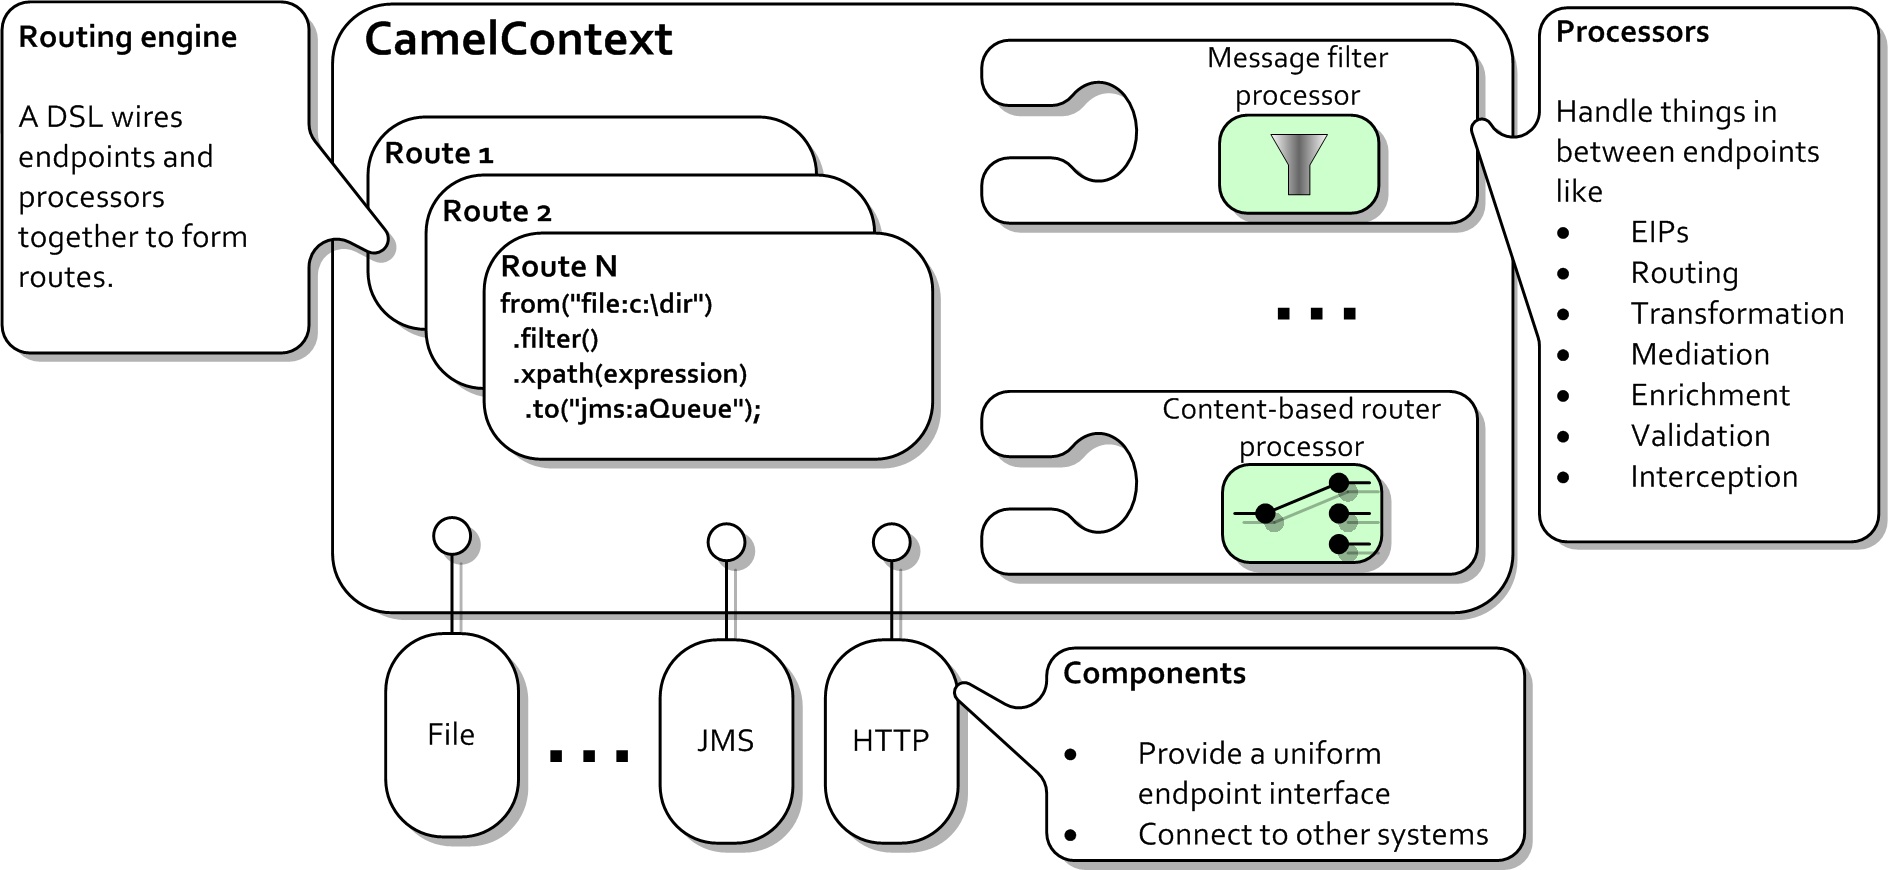 Routing engine
A DSL wires
endpoints and
processors
together to form
routes.
CamelContext
Route 1
Route 2
Route N
from("file:c:\dir")
.filter()
.xpath(expression)
.to("jms:aQueue");
Message filter
processor
...
Content-based router
processor
Processors
Handle things in
between endpoints
like
• EIPs
• Routing
• Transformation
• Mediation
• Enrichment
• Validation
• Interception
File
...
JMS
HTTP
Components
• Provide a uniform
endpoint interface
• Connect to other systems